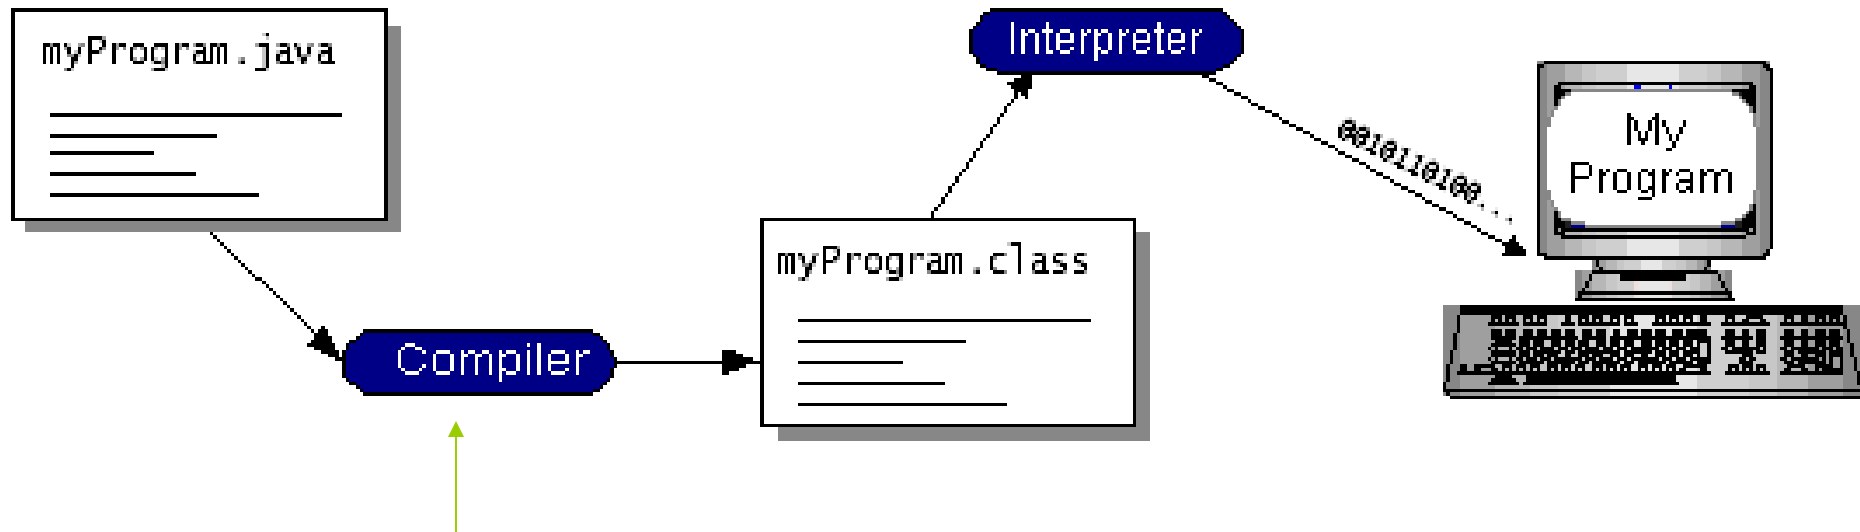 myProgram.java
Compiler
myProgram.class
Interpreter
0010110100...
My
Program